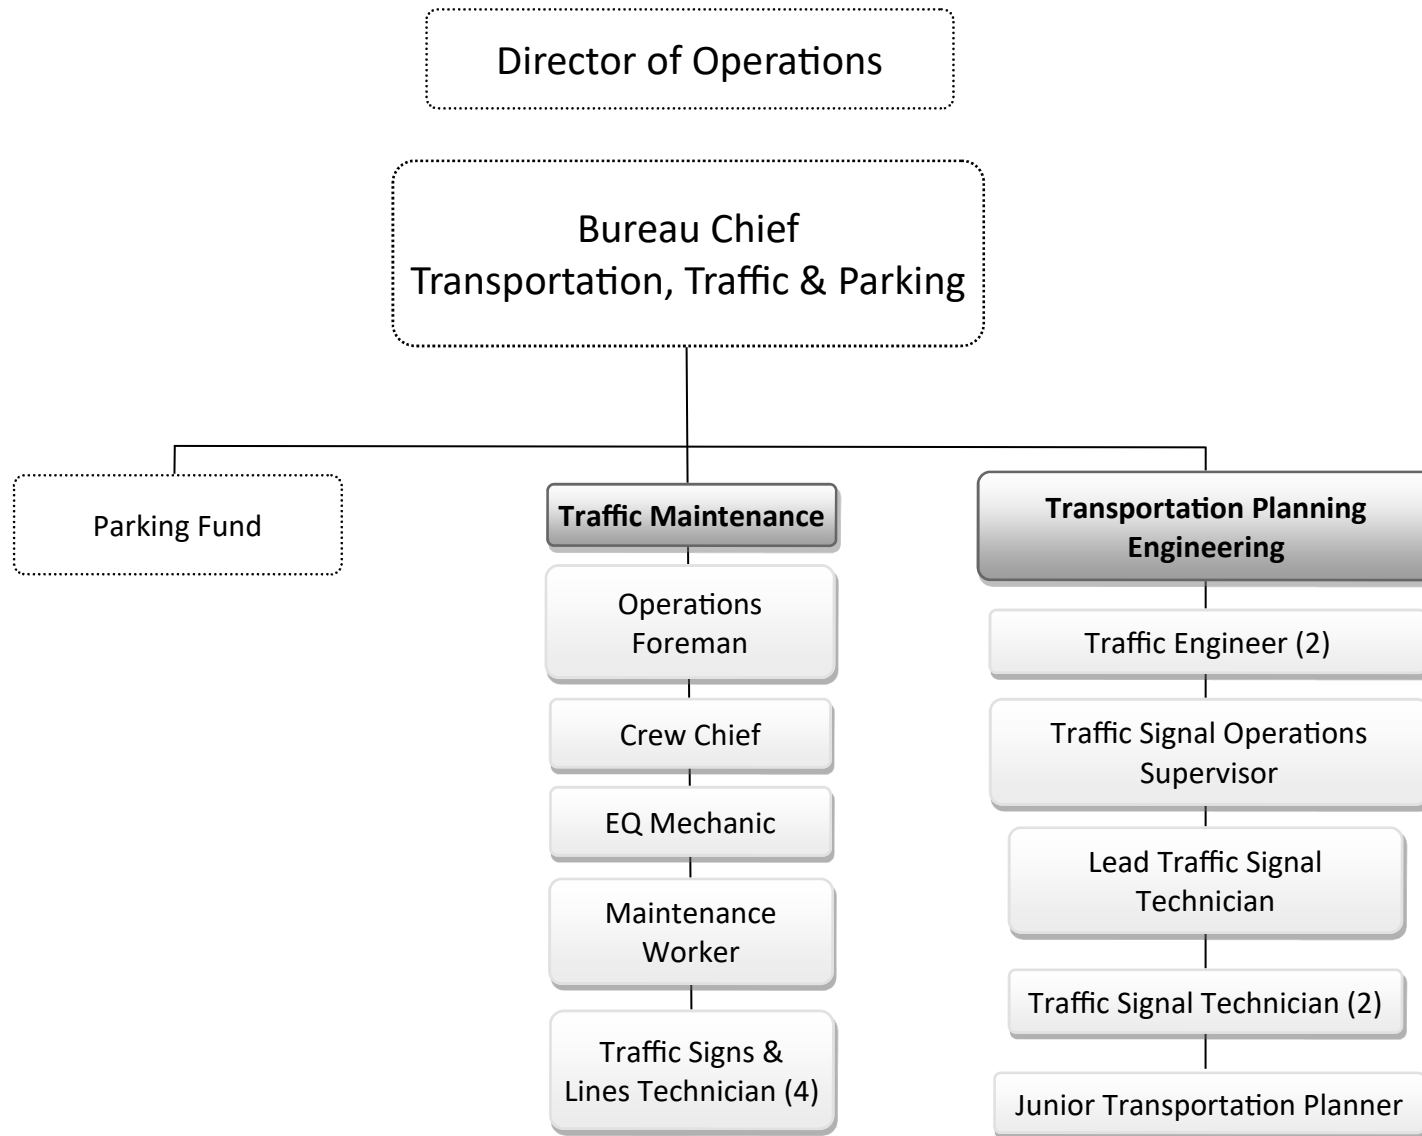 Director of Operations
Bureau Chief
Transportation, Traffic & Parking
Parking Fund
Traffic Maintenance
Operations
Foreman
Crew Chief
EQ Mechanic
Maintenance
Worker
Traffic Signs &
Lines Technician (4)
Transportation Planning
Engineering
Traffic Engineer (2)
Traffic Signal Operations
Supervisor
Lead Traffic Signal
Technician
Traffic Signal Technician (2)
Junior Transportation Planner